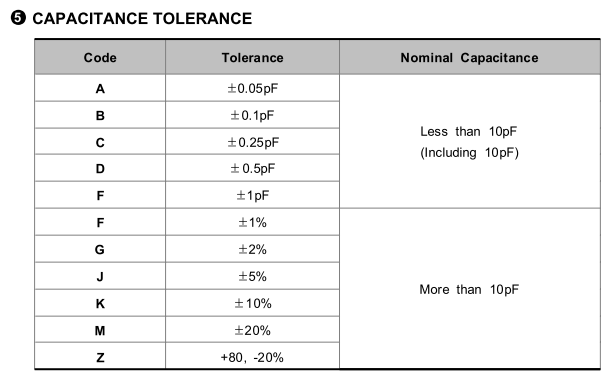 ❺ CAPACITANCE TOLERANCE
Code Tolerance Nominal Capacitance
A ±0.05pF
B ±0.1pF
C ±0.25pF
D ±0.5pF
F ±1pF
Less than 10pF
(Including 10pF)
F ±1%
G ±2%
J ±5%
K ±10%
M ±20%
Z +80, -20%
More than 10pF